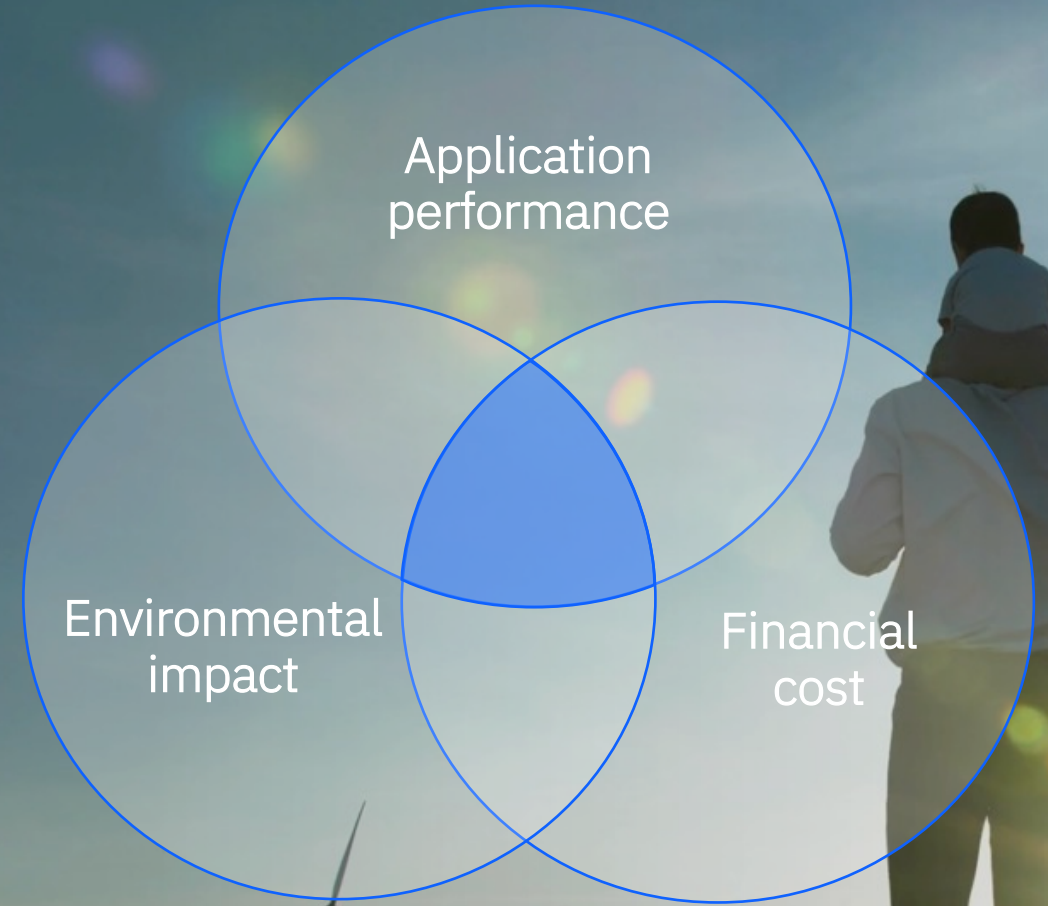 Application
performance
Environmental
impact
Financial
cost